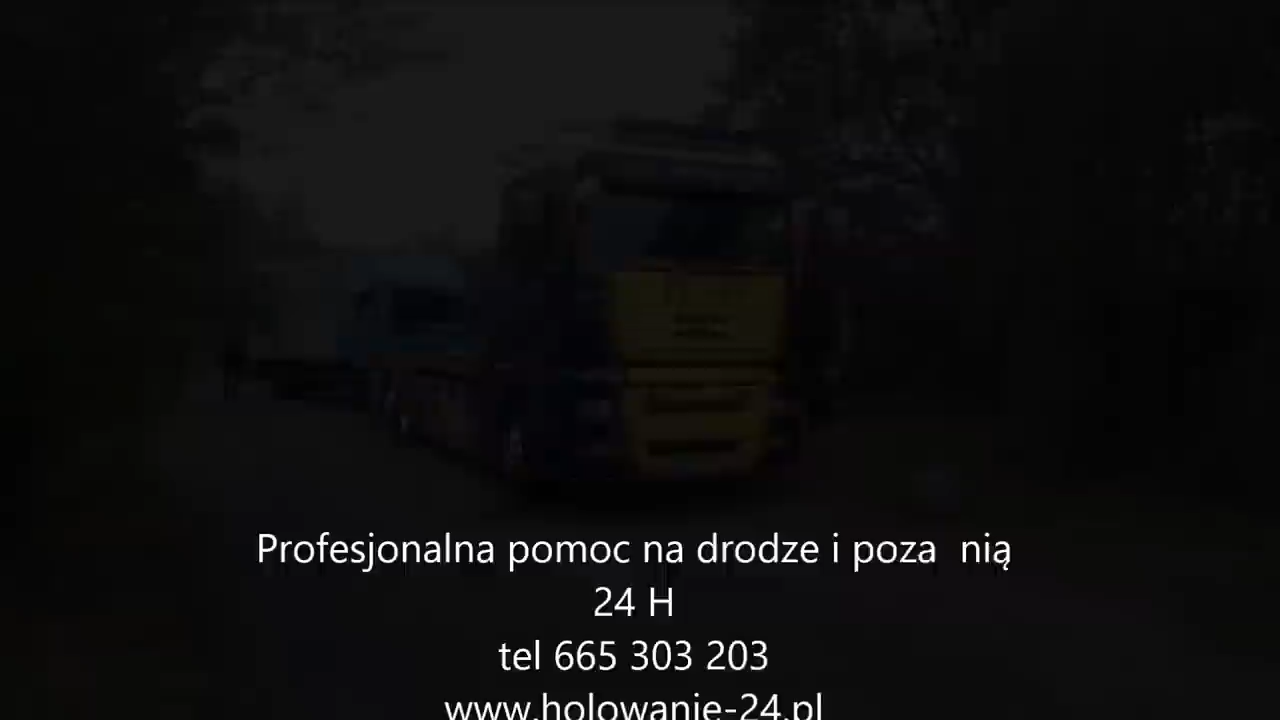 Profesjonalna pomoc na drodze i poza  nią
24 H
tel 665 303 203
www.holowanie-24.pl